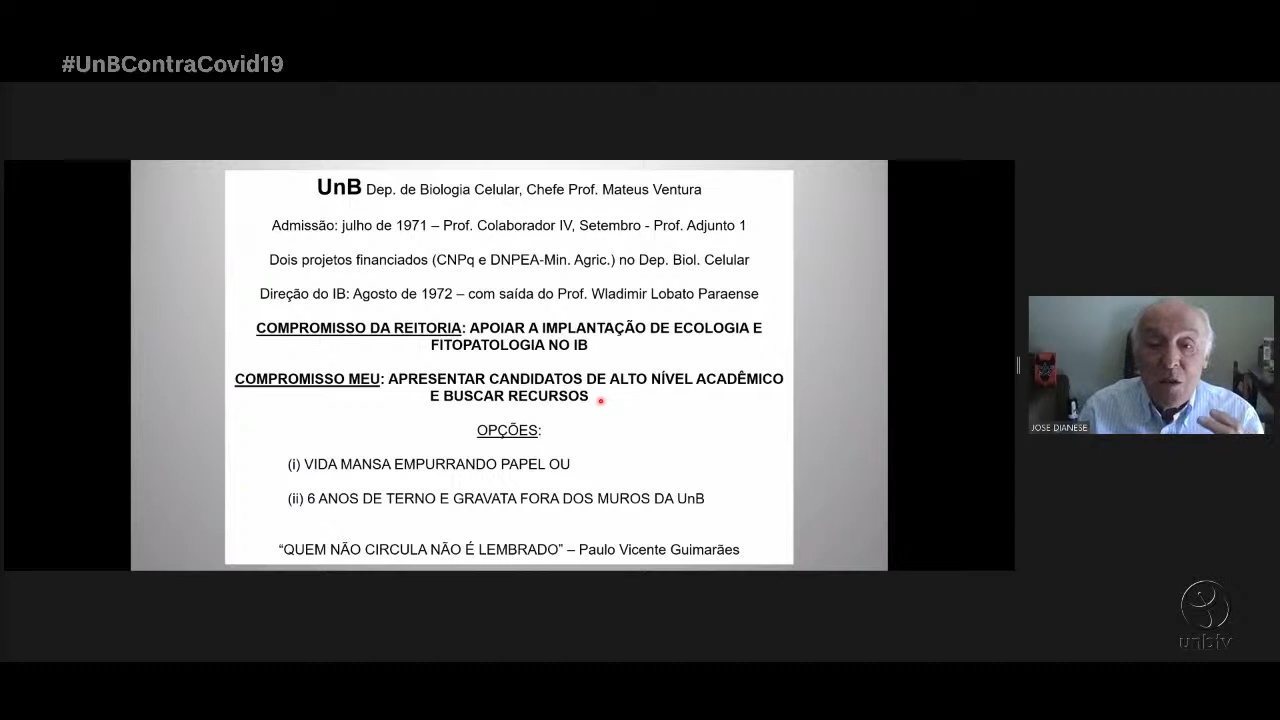 #UnBContraCovid19
UnB Dep. de Biologia Celular, Chefe Prof. Mateus Ventura
Admissão: julho de 1971 – Prof. Colaborador IV, Setembro - Prof. Adjunto 1
Dois projetos financiados (CNPq e DNPEA-Min. Agric.) no Dep. Biol. Celular
Direção do IB: Agosto de 1972 – com saída do Prof. Wladimir Lobato Paraense
COMPROMISSO DA REITORIA: APOIAR A IMPLANTAÇÃO DE ECOLOGIA E
FITOPATOLOGIA NO IB
COMPROMISSO MEU: APRESENTAR CANDIDATOS DE ALTO NÍVEL ACADÊMICO
E BUSCAR RECURSOS
OPÇÕES:
(i) VIDA MANSA EMPURRANDO PAPEL OU
(ii) 6 ANOS DE TERNO E GRAVATA FORA DOS MUROS DA UnB
“QUEM NÃO CIRCULA NÃO É LEMBRADO” – Paulo Vicente Guimarães
JOSE DIANESE
unbtv